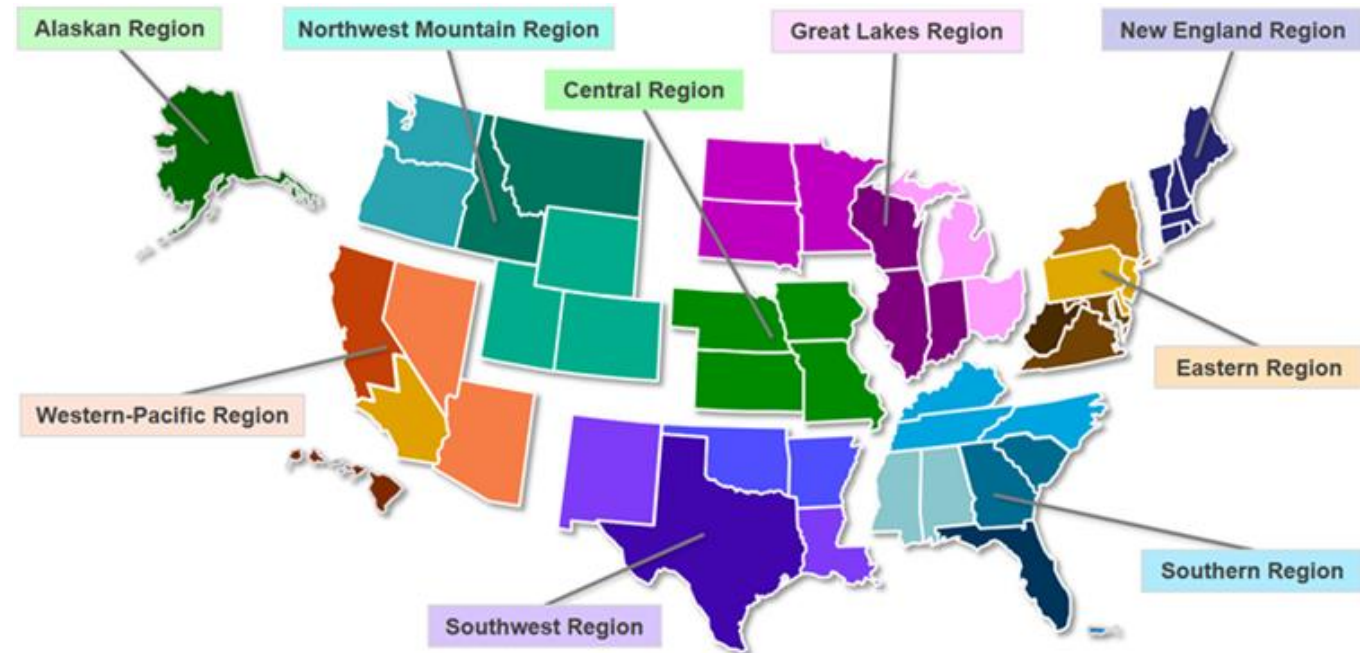 Alaskan Region
Northwest Mountain Region
Great Lakes Region
New England Region
Central Region
Eastern Region
Western-Pacific Region
Southern Region
Southwest Region